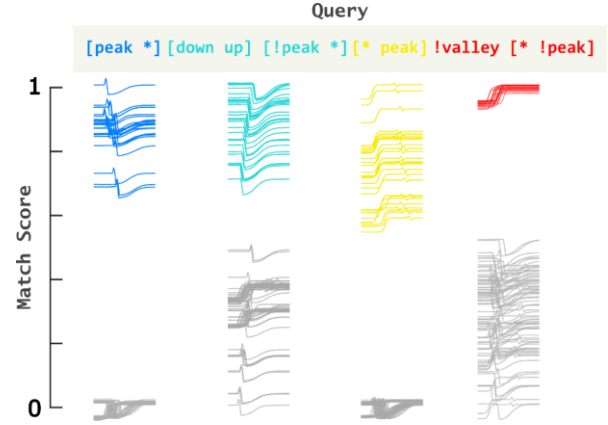 Query
[peak *] [down up] [!peak *] [* peak] !valley [* !peak]
1
Match Score
0